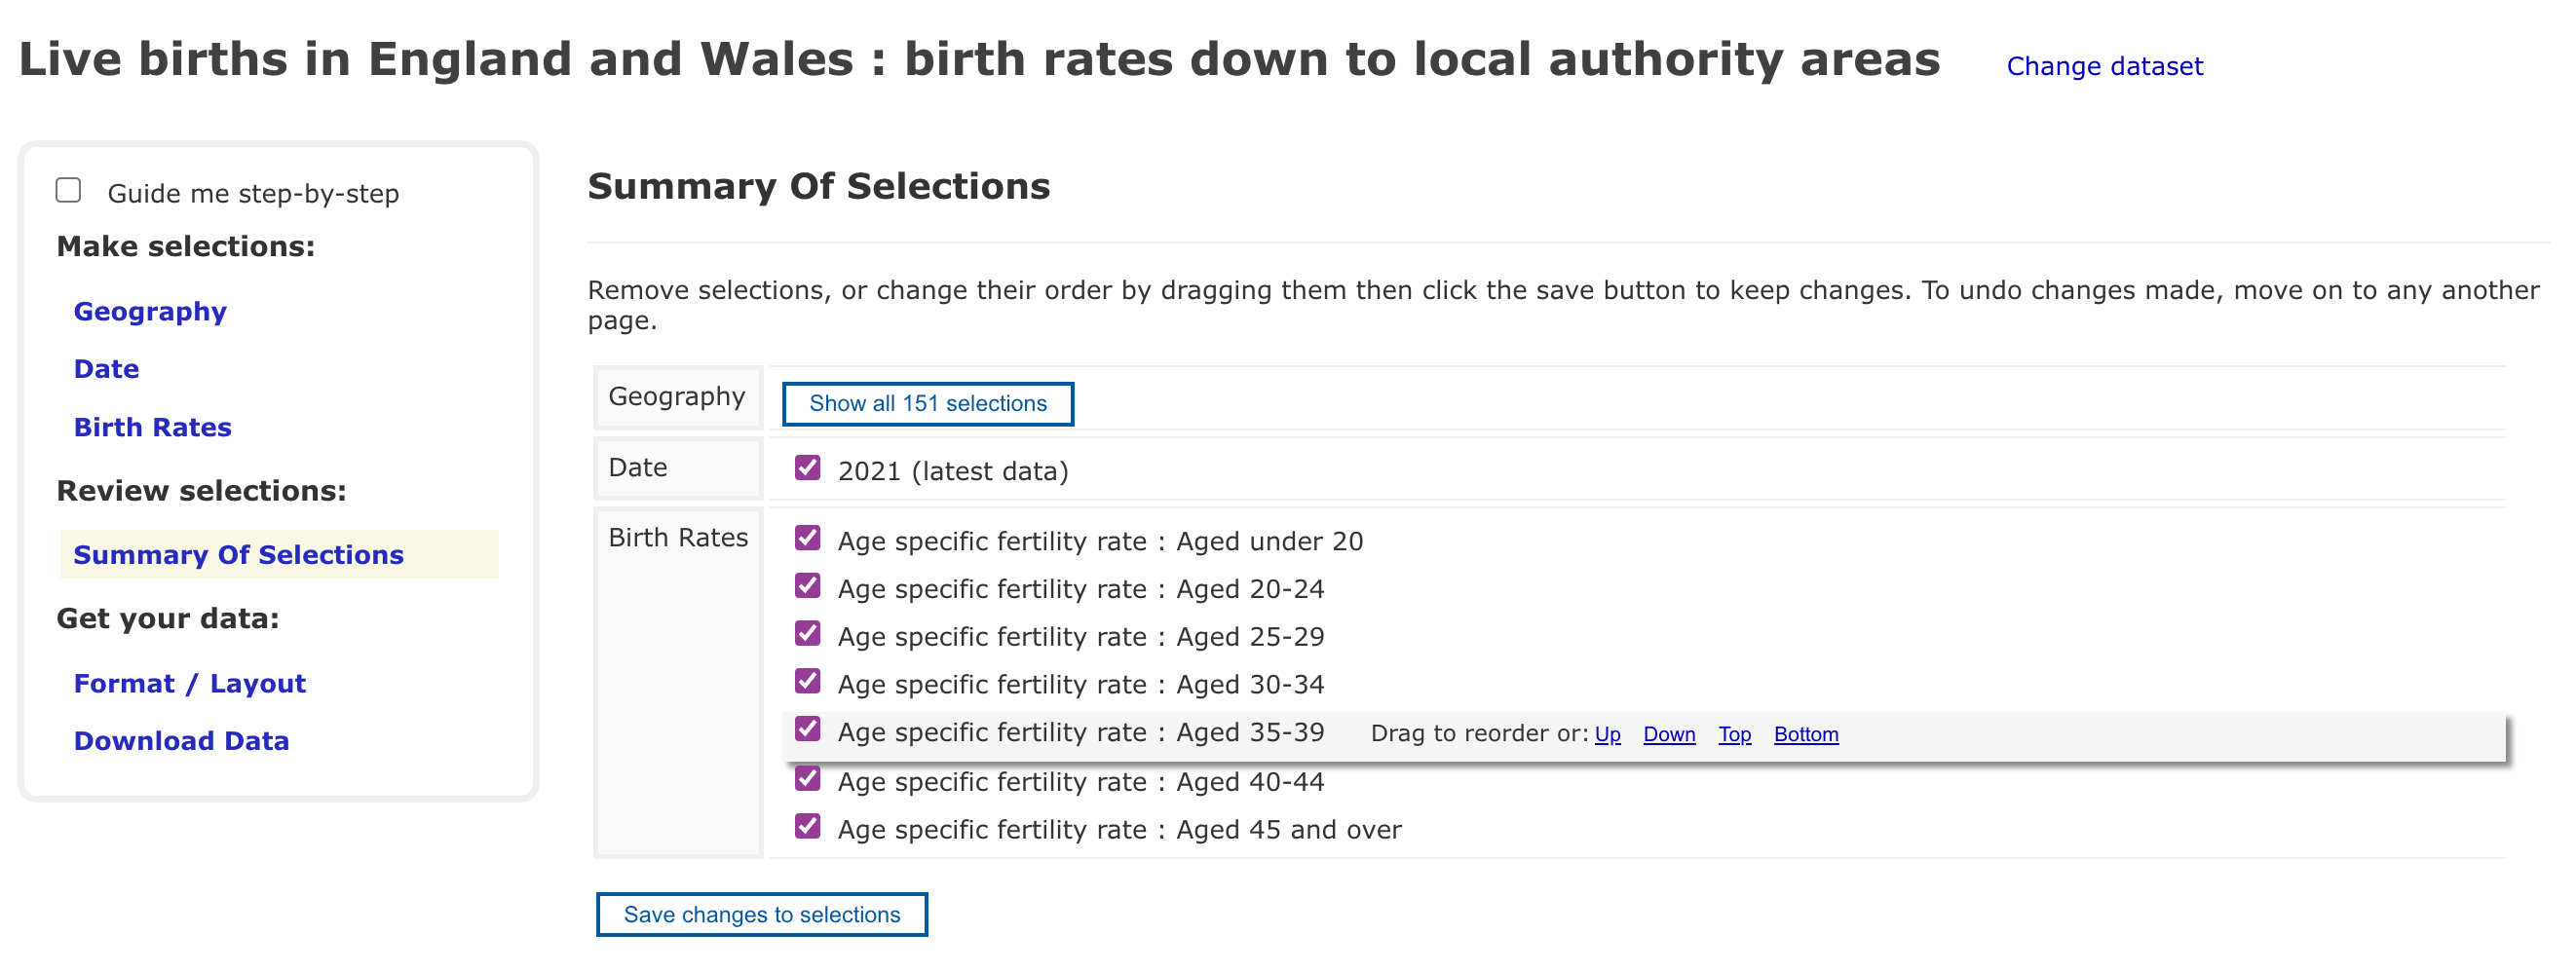 Live births in England and Wales : birth rates down to local authority areas Change dataset
Guide me step-by-step
Make selections:
Geography
Date
Birth Rates
Review selections:
Summary Of Selections
Get your data:
Format / Layout
Download Data
Summary Of Selections
Remove selections, or change their order by dragging them then click the save button to keep changes. To undo changes made, move on to any another
page.
Geography Show all 151 selections
Date 2021 (latest data)
Birth Rates Age specific fertility rate : Aged under 20
Age specific fertility rate : Aged 20-24
Age specific fertility rate : Aged 25-29
Age specific fertility rate : Aged 30-34
Age specific fertility rate : Aged 35-39 Drag to reorder or: Up Down Top Bottom
Age specific fertility rate : Aged 40-44
Age specific fertility rate : Aged 45 and over
Save changes to selections